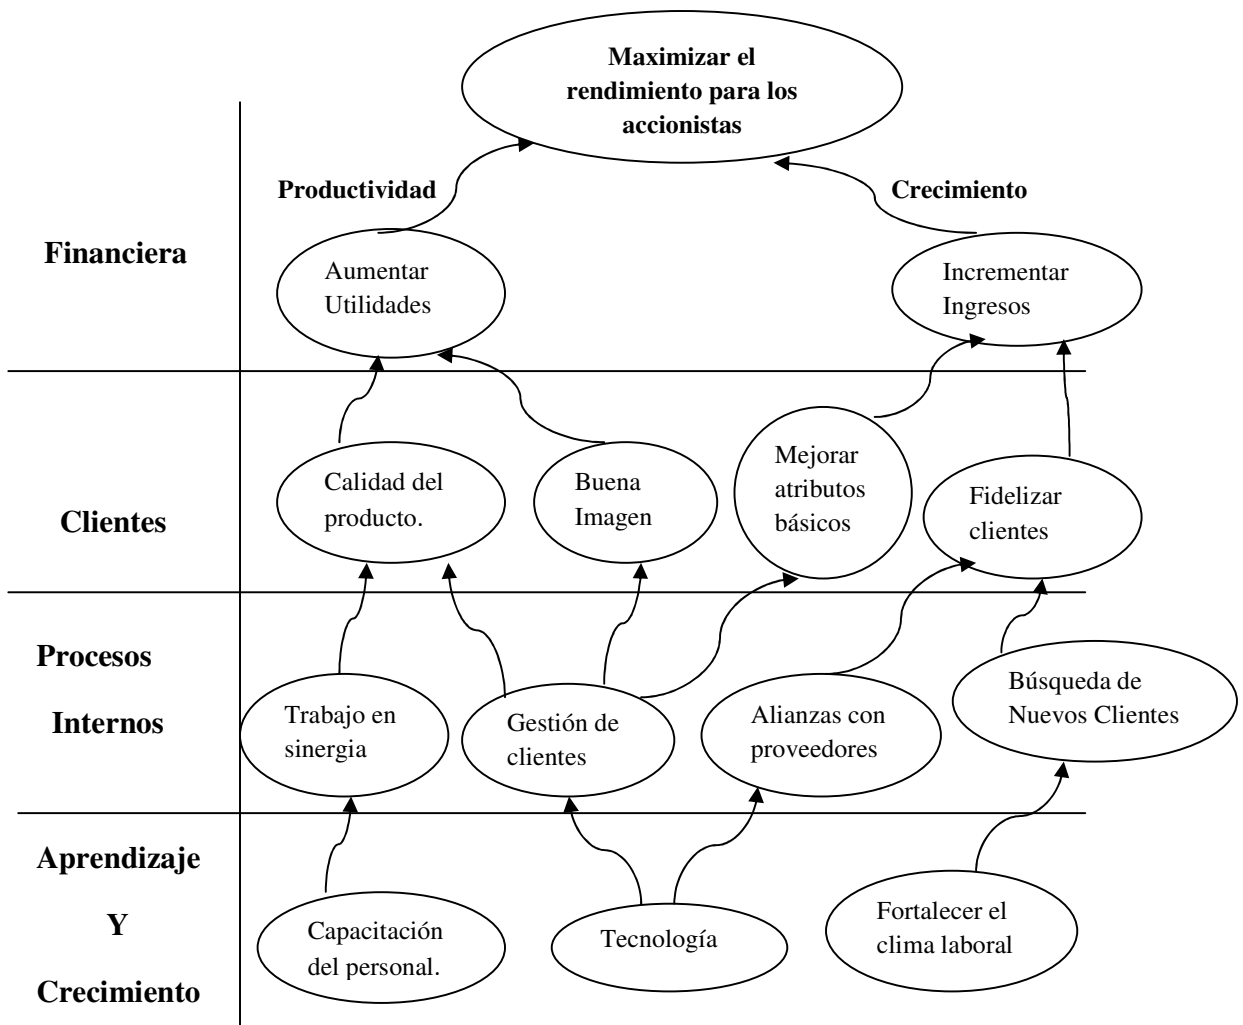 Maximizar el
rendimiento para los
accionistas
Productividad
Crecimiento
Financiera
Aumentar
Utilidades
Incrementar
Ingresos
Clientes
Calidad del
producto.
Buena
Imagen
Mejorar
atributos
básicos
Fidelizar
clientes
Procesos
Internos
Trabajo en
sinergia
Gestión de
clientes
Alianzas con
proveedores
Búsqueda de
Nuevos Clientes
Aprendizaje
Y
Crecimiento
Capacitación
del personal.
Tecnología
Fortalecer el
clima laboral